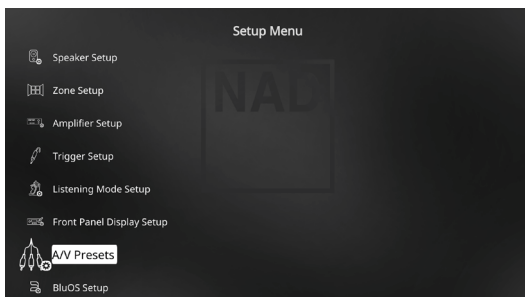 Setup Menu
Speaker Setup
Zone Setup
NAD
Amplifier Setup
Trigger Setup
Listening Mode Setup
Front Panel Display Setup
A/V Presets
BluOS Setup